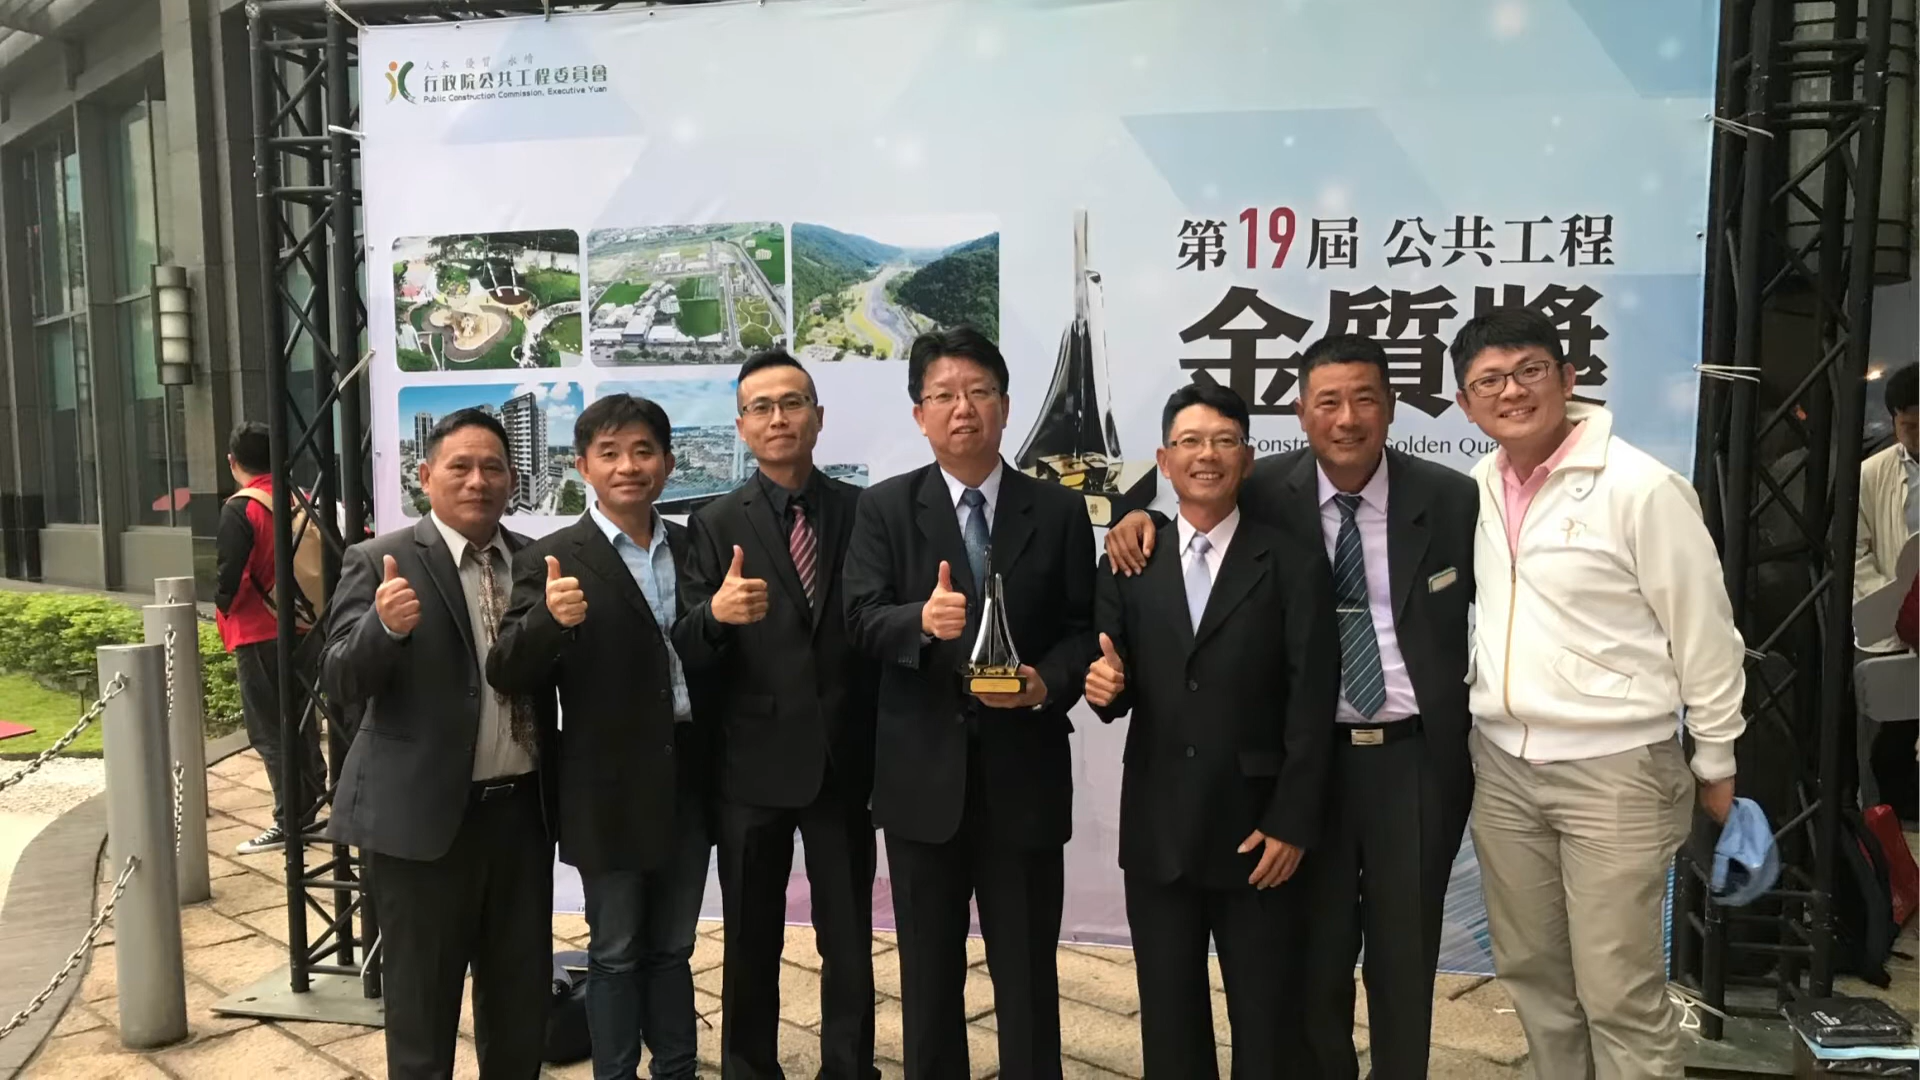 人本 優質 永續
行政院公共工程委員會
Public Construction Commission, Executive Yuan
第19屆 公共工程
金質獎
Golden Qua
獎